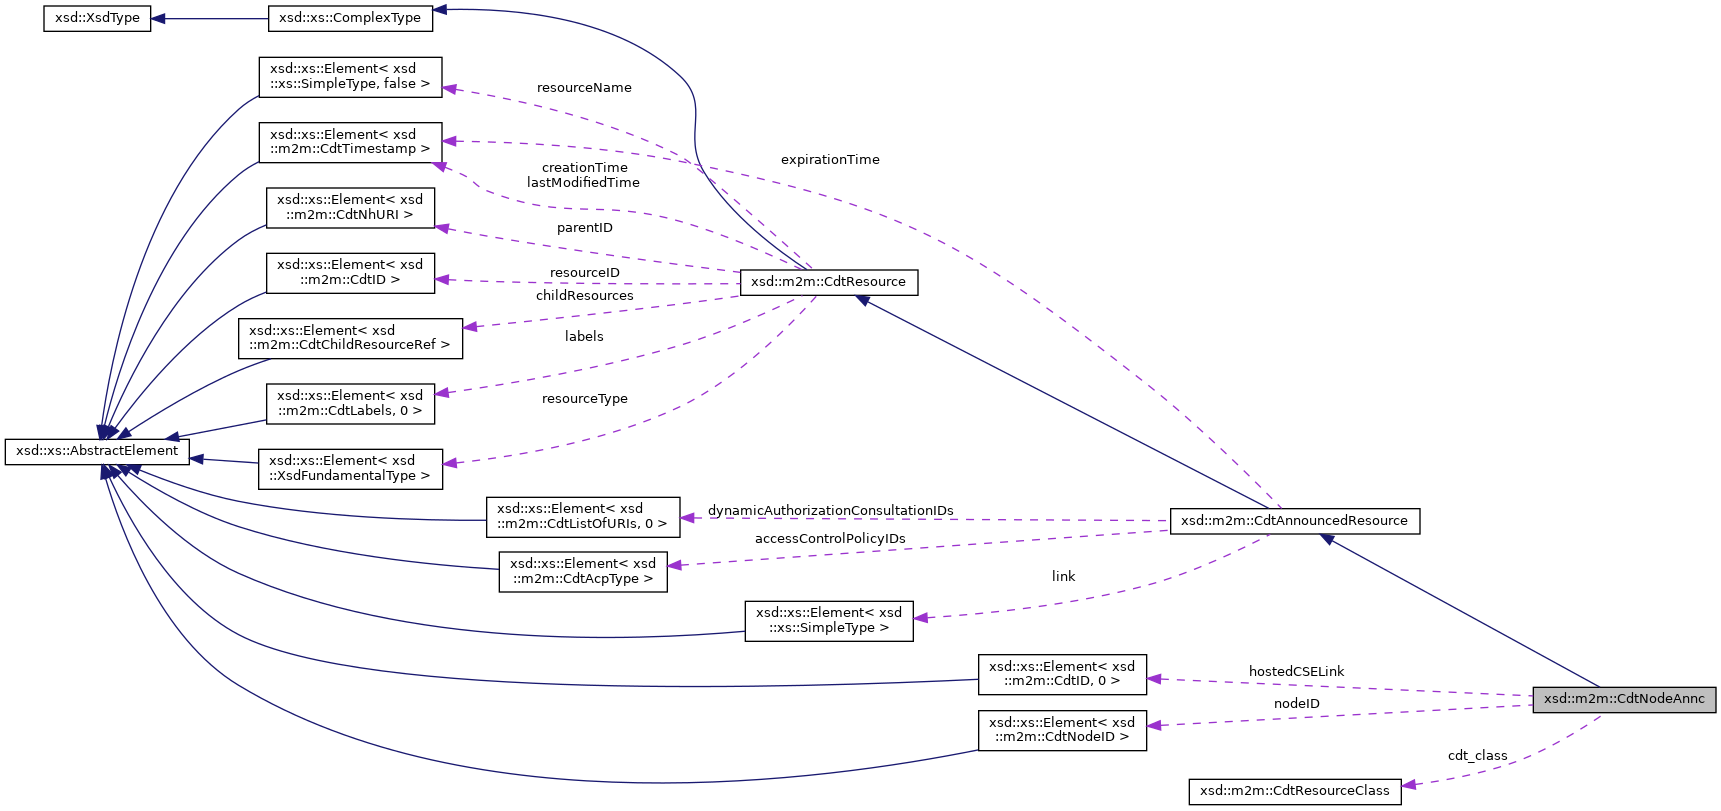 xsd::XsdType
xsd::xs::ComplexType
xsd::xs::Element< xsd
::xs::SimpleType, false >
resourceName
xsd::xs::Element< xsd
::m2m::CdtTimestamp >
expirationTime
creationTime
lastModifiedTime
xsd::xs::Element< xsd
::m2m::CdtNhURI >
parentID
xsd::xs::Element< xsd
::m2m::CdtID >
resourceID
xsd::m2m::CdtResource
childResources
xsd::xs::Element< xsd
::m2m::CdtChildResourceRef >
labels
xsd::xs::Element< xsd
::m2m::CdtLabels, 0 >
resourceType
xsd::xs::AbstractElement
xsd::xs::Element< xsd
::XsdFundamentalType >
xsd::xs::Element< xsd
::m2m::CdtListOfURIs, 0 >
dynamicAuthorizationConsultationIDs
xsd::m2m::CdtAnnouncedResource
accessControlPolicyIDs
xsd::xs::Element< xsd
::m2m::CdtAcpType >
link
xsd::xs::Element< xsd
::xs::SimpleType >
xsd::xs::Element< xsd
::m2m::CdtID, 0 >
hostedCSELink
xsd::m2m::CdtNodeAnnc
nodeID
xsd::xs::Element< xsd
::m2m::CdtNodeID >
cdt_class
xsd::m2m::CdtResourceClass